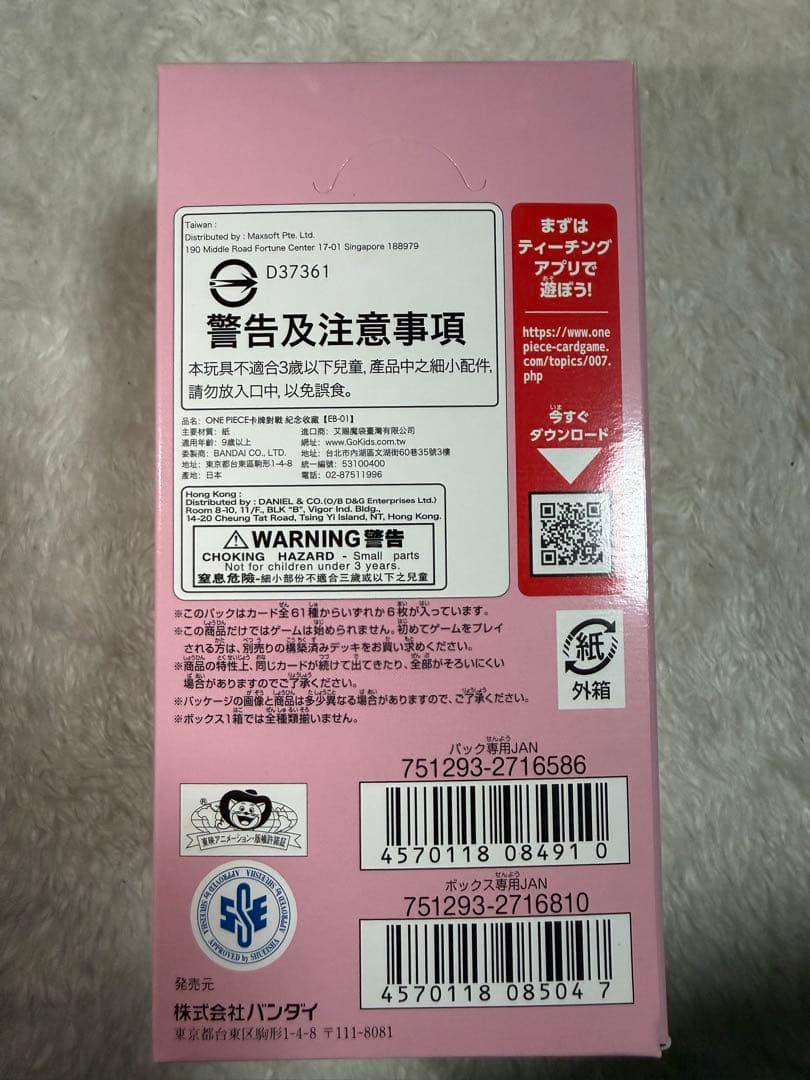 Taiwan :
Distributed by : Maxsoft Pte. Ltd.
190 Middle Road Fortune Center 17-01 Singapore 188979
D37361
警告及注意事項
本玩具不適合3歲以下兒童, 產品中之細小配件,
請勿放入口中, 以免誤食。
品名: ONE PIECE卡牌對戰 紀念收藏【EB-01】
主要材質: 紙 進口商: 艾賜魔袋臺灣有限公司
適用年齡: 9歲以上 網址: www.GoKids.com.tw
委製商: BANDAI CO., LTD. 地址: 台北市內湖區文湖街60巷35號3樓
地址: 東京都台東區駒形1-4-8 統一編號: 53100400
產地: 日本 電話: 02-87511996
Hong Kong :
Distributed by : DANIEL & CO.(O/B D&G Enterprises Ltd.)
Room 8-10, 11/F., BLK "B", Vigor Ind. Bldg.,
14-20 Cheung Tat Road, Tsing Yi Island, NT, Hong Kong.
WARNING 警告
CHOKING HAZARD - Small parts
Not for children under 3 years.
窒息危險-細小部份不適合三歲或以下之兒童
まずは
ティーチング
アプリで
遊ぼう!
https://www.one
piece-cardgame.
com/topics/007.
php
今すぐ
ダウンロード
※このパックはカード全61種からいずれか6枚が入っています。
※この商品だけではゲームは始められません。初めてゲームをプレイ
される方は、別売りの構築済みデッキをお買い求めください。
※商品の特性上、同じカードが続けて出てきたり、全部がそろいにくい
場合がありますのでご了承ください。
※パッケージの画像と商品は多少異なる場合がありますので、ご了承ください。
※ボックス1箱では全種類揃いません。
紙
外箱
パック専用JAN
751293-2716586
4570118 08491 0
ボックス専用JAN
751293-2716810
4570118 08504 7
東映アニメーション・版権許諾証
APPROVED by SHUEISHA
発売元
株式会社バンダイ
東京都台東区駒形1-4-8 〒111-8081